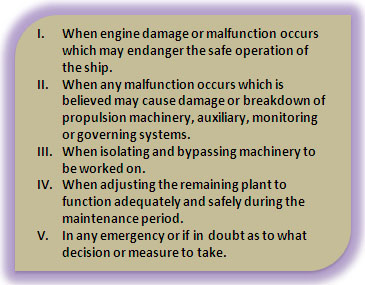 I. When engine damage or malfunction occurs
which may endanger the safe operation of
the ship.
II. When any malfunction occurs which is
believed may cause damage or breakdown of
propulsion machinery, auxiliary, monitoring
or governing systems.
III. When isolating and bypassing machinery to
be worked on.
IV. When adjusting the remaining plant to
function adequately and safely during the
maintenance period.
V. In any emergency or if in doubt as to what
decision or measure to take.